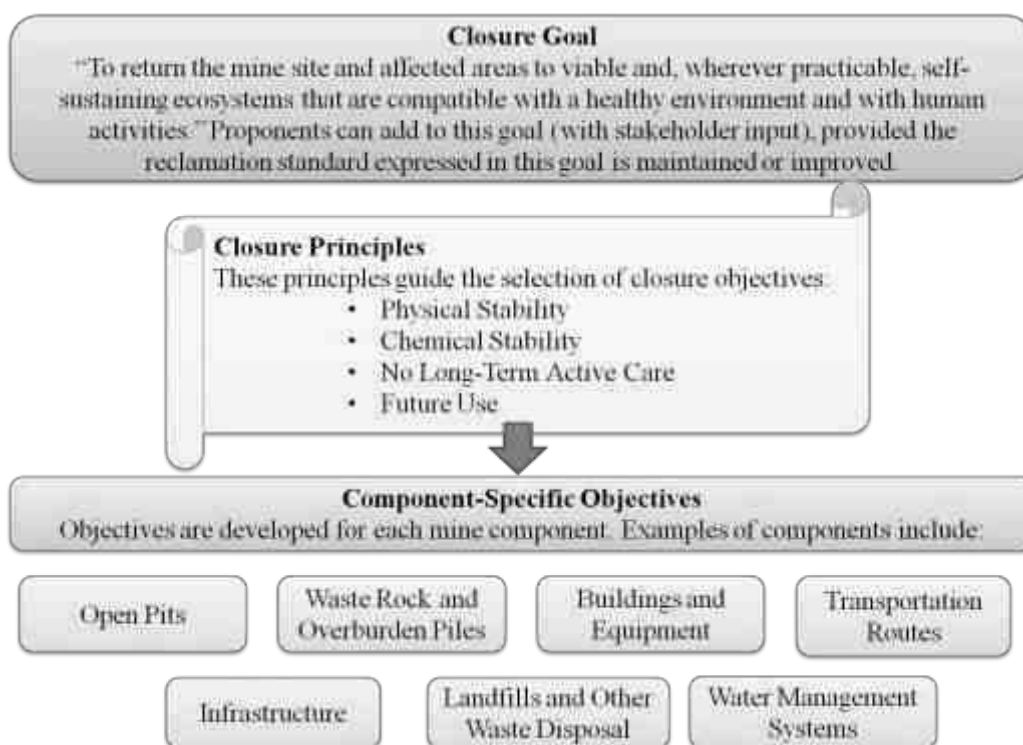 Closure Goal
"To return the mine site and affected areas to viable and, wherever practicable, self-
sustaining ecosystems that are compatible with a healthy environment and with human
activities." Proponents can add to this goal (with stakeholder input), provided the
reclamation standard expressed in this goal is maintained or improved.
Closure Principles
These principles guide the selection of closure objectives:
• Physical Stability
• Chemical Stability
• No Long-Term Active Care
• Future Use
Component-Specific Objectives
Objectives are developed for each mine component. Examples of components include:
Open Pits
Waste Rock and
Overburden Piles
Buildings and
Equipment
Transportation
Routes
Infrastructure
Landfills and Other
Waste Disposal
Water Management
Systems